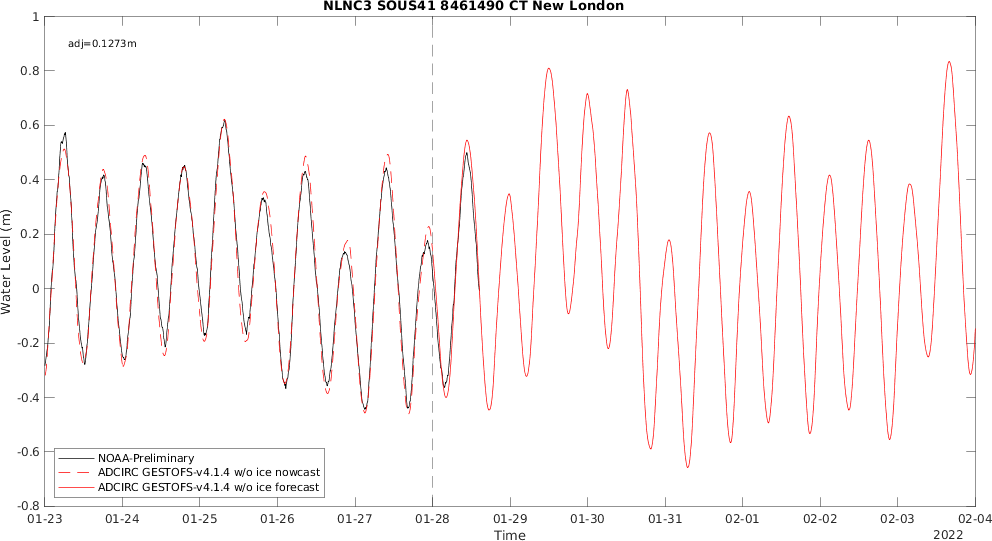 NLNC3 SOUS41 8461490 CT New London
adj=0.1273m
Water Level (m)
1
0.8
0.6
0.4
0.2
0
-0.2
-0.4
-0.6
-0.8
NOAA-Preliminary
ADCIRC GESTOFS-v4.1.4 w/o ice nowcast
ADCIRC GESTOFS-v4.1.4 w/o ice forecast
01-23 01-24 01-25 01-26 01-27 01-28 01-29 01-30 01-31 02-01 02-02 02-03 02-04
Time
2022